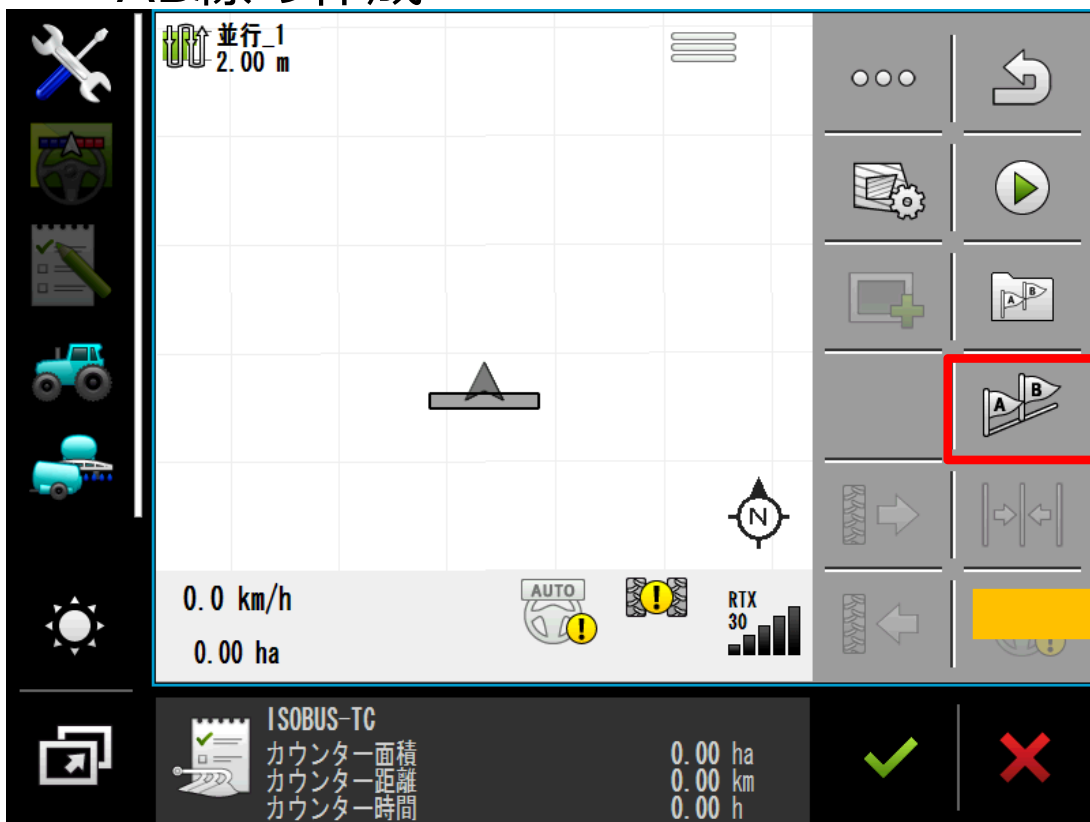 並行_1
2.00 m
A B
A B
N
0.0 km/h
0.00 ha
AUTO
RTX
30
ISOBUS-TC
カウンター面積 0.00 ha
カウンター距離 0.00 km
カウンター時間 0.00 h